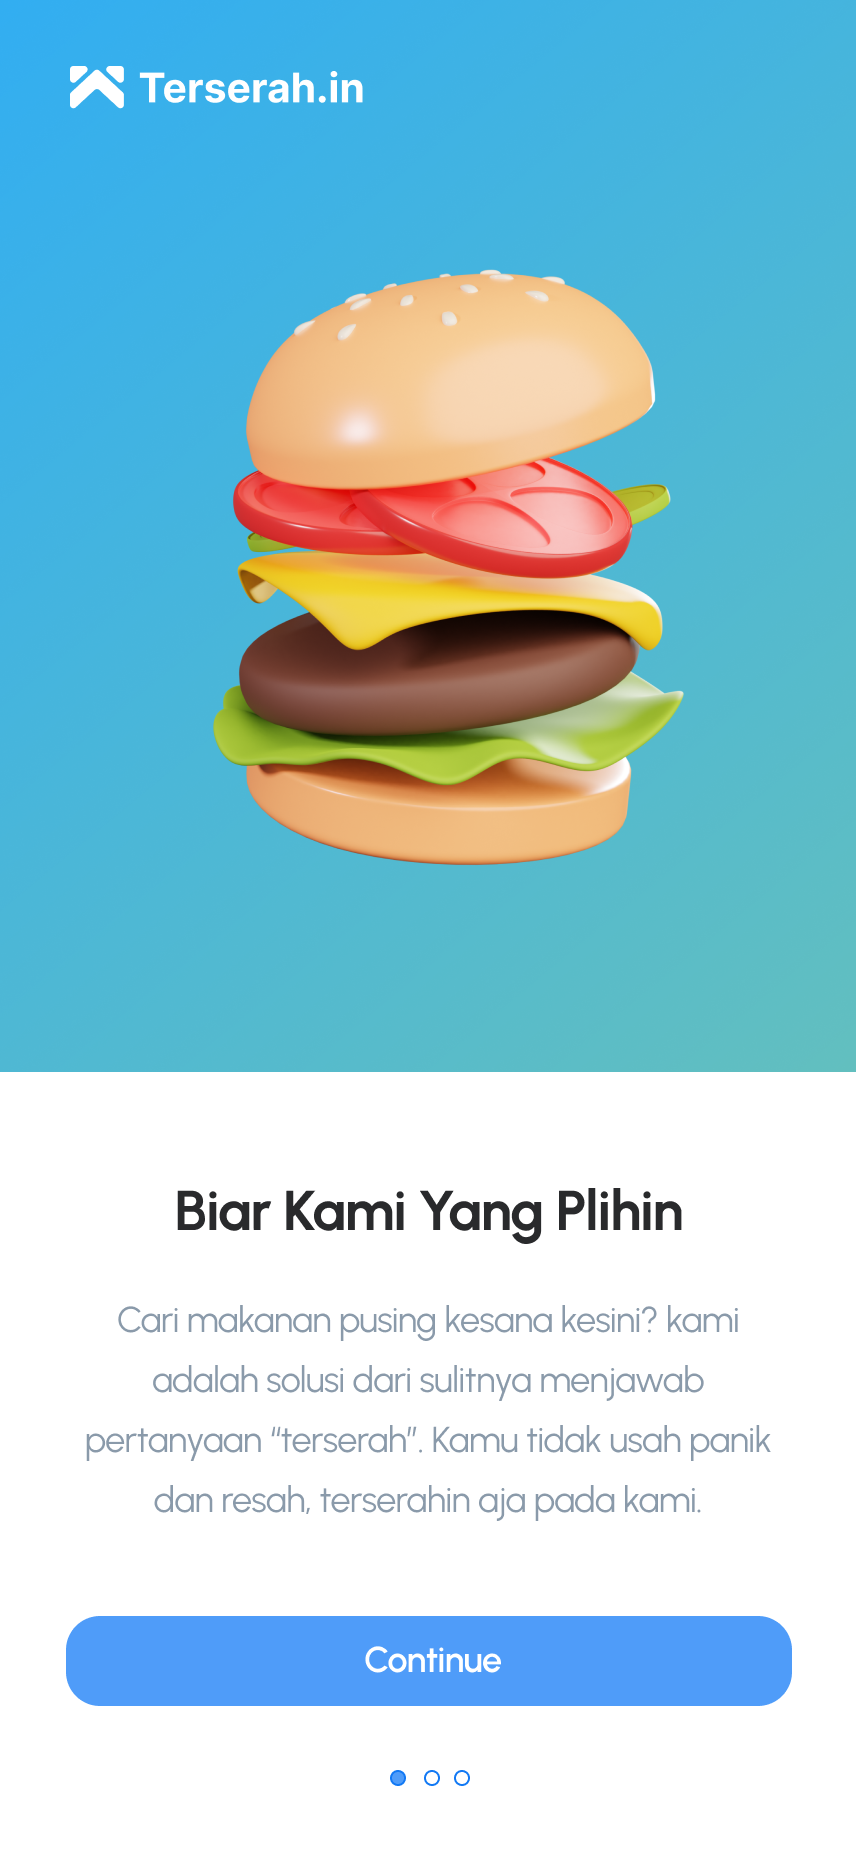 Terserah.in
Biar Kami Yang Plihin
Cari makanan pusing kesana kesini? kami
adalah solusi dari sulitnya menjawab
pertanyaan “terserah”. Kamu tidak usah panik
dan resah, terserahin aja pada kami.
Continue